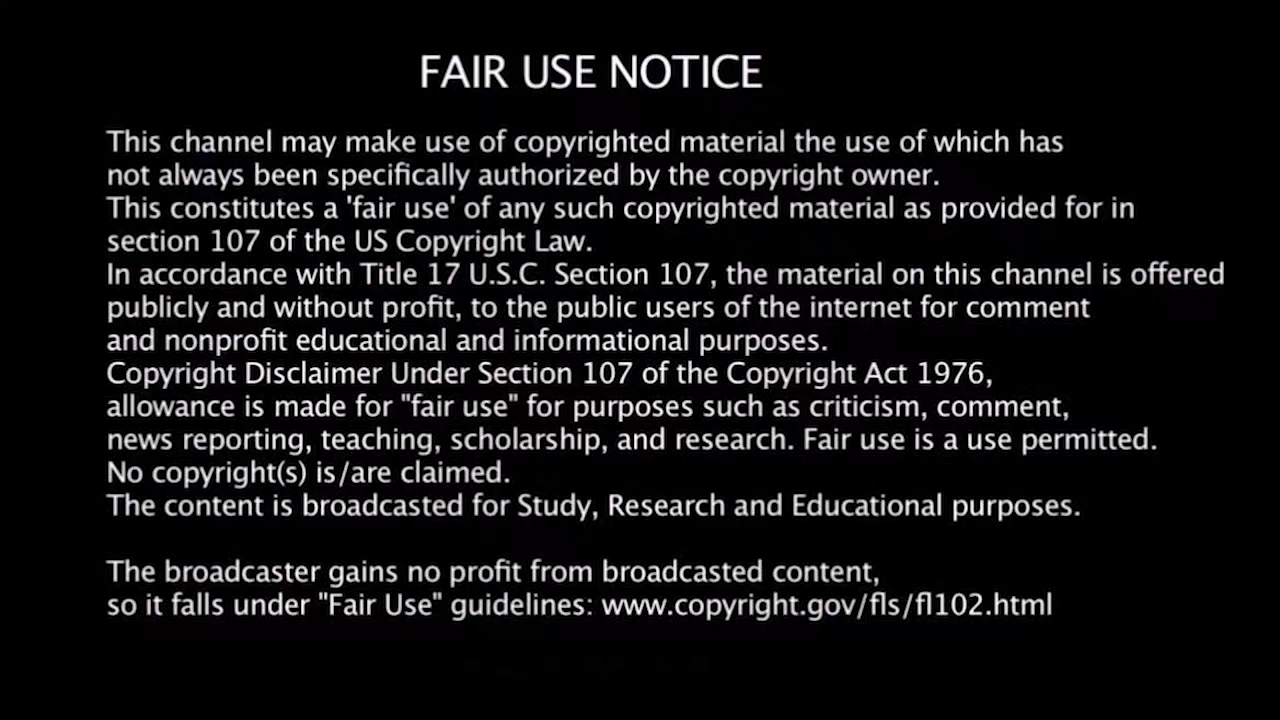 FAIR USE NOTICE
This channel may make use of copyrighted material the use of which has
not always been specifically authorized by the copyright owner.
This constitutes a 'fair use' of any such copyrighted material as provided for in
section 107 of the US Copyright Law.
In accordance with Title 17 U.S.C. Section 107, the material on this channel is offered
publicly and without profit, to the public users of the internet for comment
and nonprofit educational and informational purposes.
Copyright Disclaimer Under Section 107 of the Copyright Act 1976,
allowance is made for "fair use" for purposes such as criticism, comment,
news reporting, teaching, scholarship, and research. Fair use is a use permitted.
No copyright(s) is/are claimed.
The content is broadcasted for Study, Research and Educational purposes.
The broadcaster gains no profit from broadcasted content,
so it falls under "Fair Use" guidelines: www.copyright.gov/fls/fl102.html